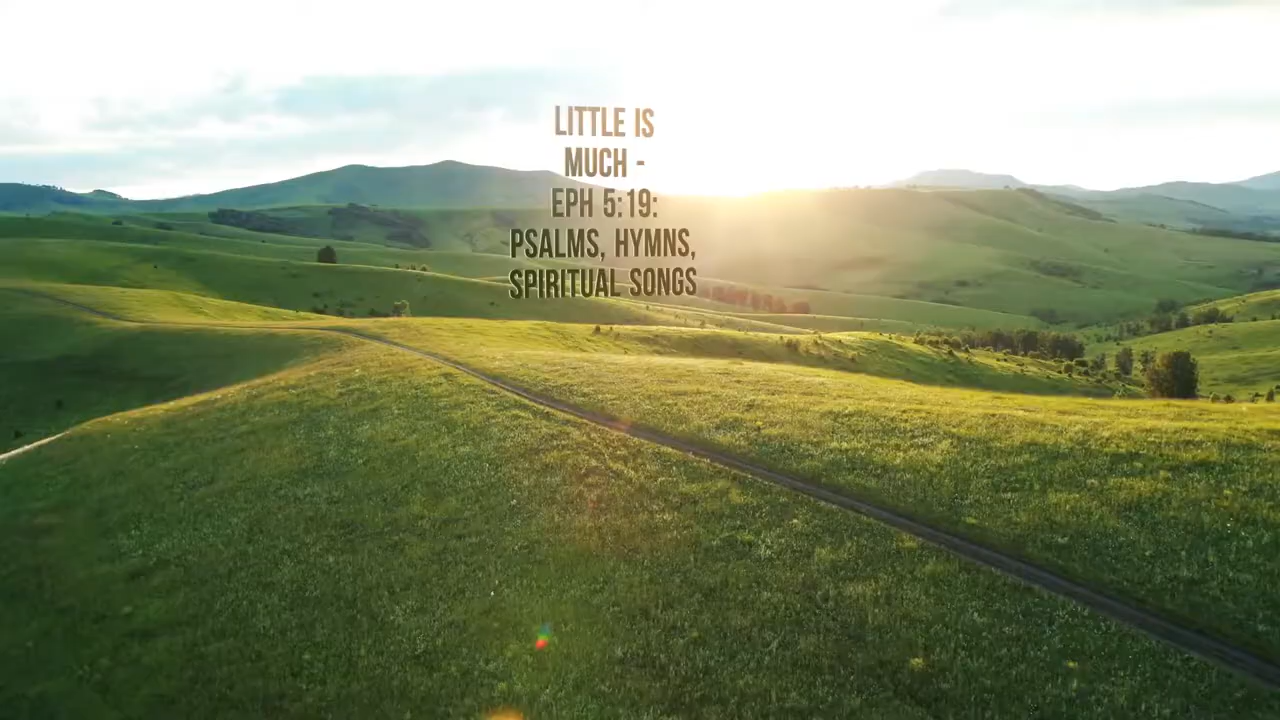 LITTLE IS
MUCH -
EPH 5:19:
PSALMS, HYMNS,
SPIRITUAL SONGS